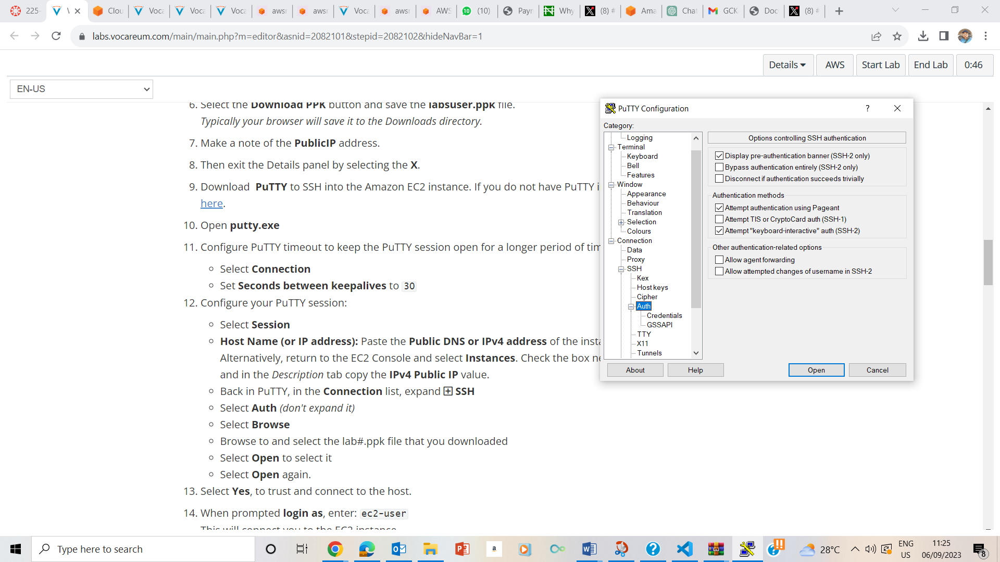 225-
V
Clou
Voca
Voca
Voca
awsr
awsr
Voca
awsr
AWS
(10)
Payn
Why
(8) #
Ama
Chat
GCK
Doc
(8) #
labs.vocareum.com/main/main.php?m=editor&asnid=2082101&stepid=2082102&hideNavBar=1
Details
AWS
Start Lab
End Lab
0:46
EN-US
6. Select the Download PPK button and save the labsuser.ppk file.
Typically your browser will save it to the Downloads directory.
7. Make a note of the PublicIP address.
8. Then exit the Details panel by selecting the X.
9. Download PuTTY to SSH into the Amazon EC2 instance. If you do not have PuTTY i
here.
10. Open putty.exe
11. Configure PuTTY timeout to keep the PuTTY session open for a longer period of tim
Select Connection
Set Seconds between keepalives to 30
12. Configure your PuTTY session:
Select Session
Host Name (or IP address): Paste the Public DNS or IPv4 address of the insta
Alternatively, return to the EC2 Console and select Instances. Check the box ne
and in the Description tab copy the IPv4 Public IP value.
Back in PuTTY, in the Connection list, expand SSH
Select Auth (don't expand it)
Select Browse
Browse to and select the lab#.ppk file that you downloaded
Select Open to select it
Select Open again.
13. Select Yes, to trust and connect to the host.
14. When prompted login as, enter: ec2-user
This will connect you to the EC2 instance.
PuTTY Configuration
?
Category:
Logging
Terminal
Keyboard
Bell
Features
Window
Appearance
Behaviour
Translation
Selection
Colours
Connection
Data
Proxy
SSH
Kex
Host keys
Cipher
Auth
Credentials
GSSAPI
TTY
X11
Tunnels
Options controlling SSH authentication
Display pre-authentication banner (SSH-2 only)
Bypass authentication entirely (SSH-2 only)
Disconnect if authentication succeeds trivially
Authentication methods
Attempt authentication using Pageant
Attempt TIS or CryptoCard auth (SSH-1)
Attempt "keyboard-interactive" auth (SSH-2)
Other authentication-related options
Allow agent forwarding
Allow attempted changes of username in SSH-2
About
Help
Open
Cancel
Type here to search
28°C
ENG
US
11:25
06/09/2023
8